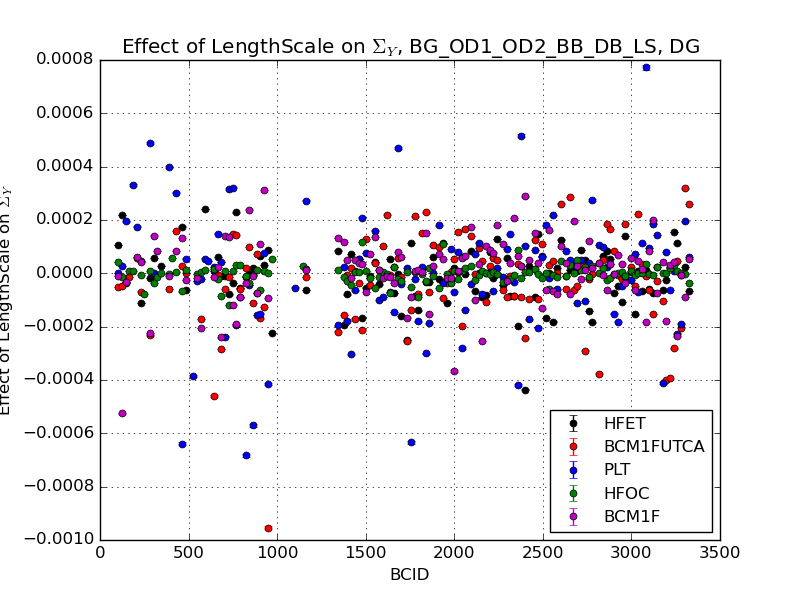 Effect of LengthScale on Σ_Y, BG_OD1_OD2_BB_DB_LS, DG
0.0008
0.0006
0.0004
0.0002
0.0000
−0.0002
−0.0004
−0.0006
−0.0008
−0.0010
Effect of LengthScale on Σ_Y
0 500 1000 1500 2000 2500 3000 3500
BCID
HFET
BCM1FUTCA
PLT
HFOC
BCM1F